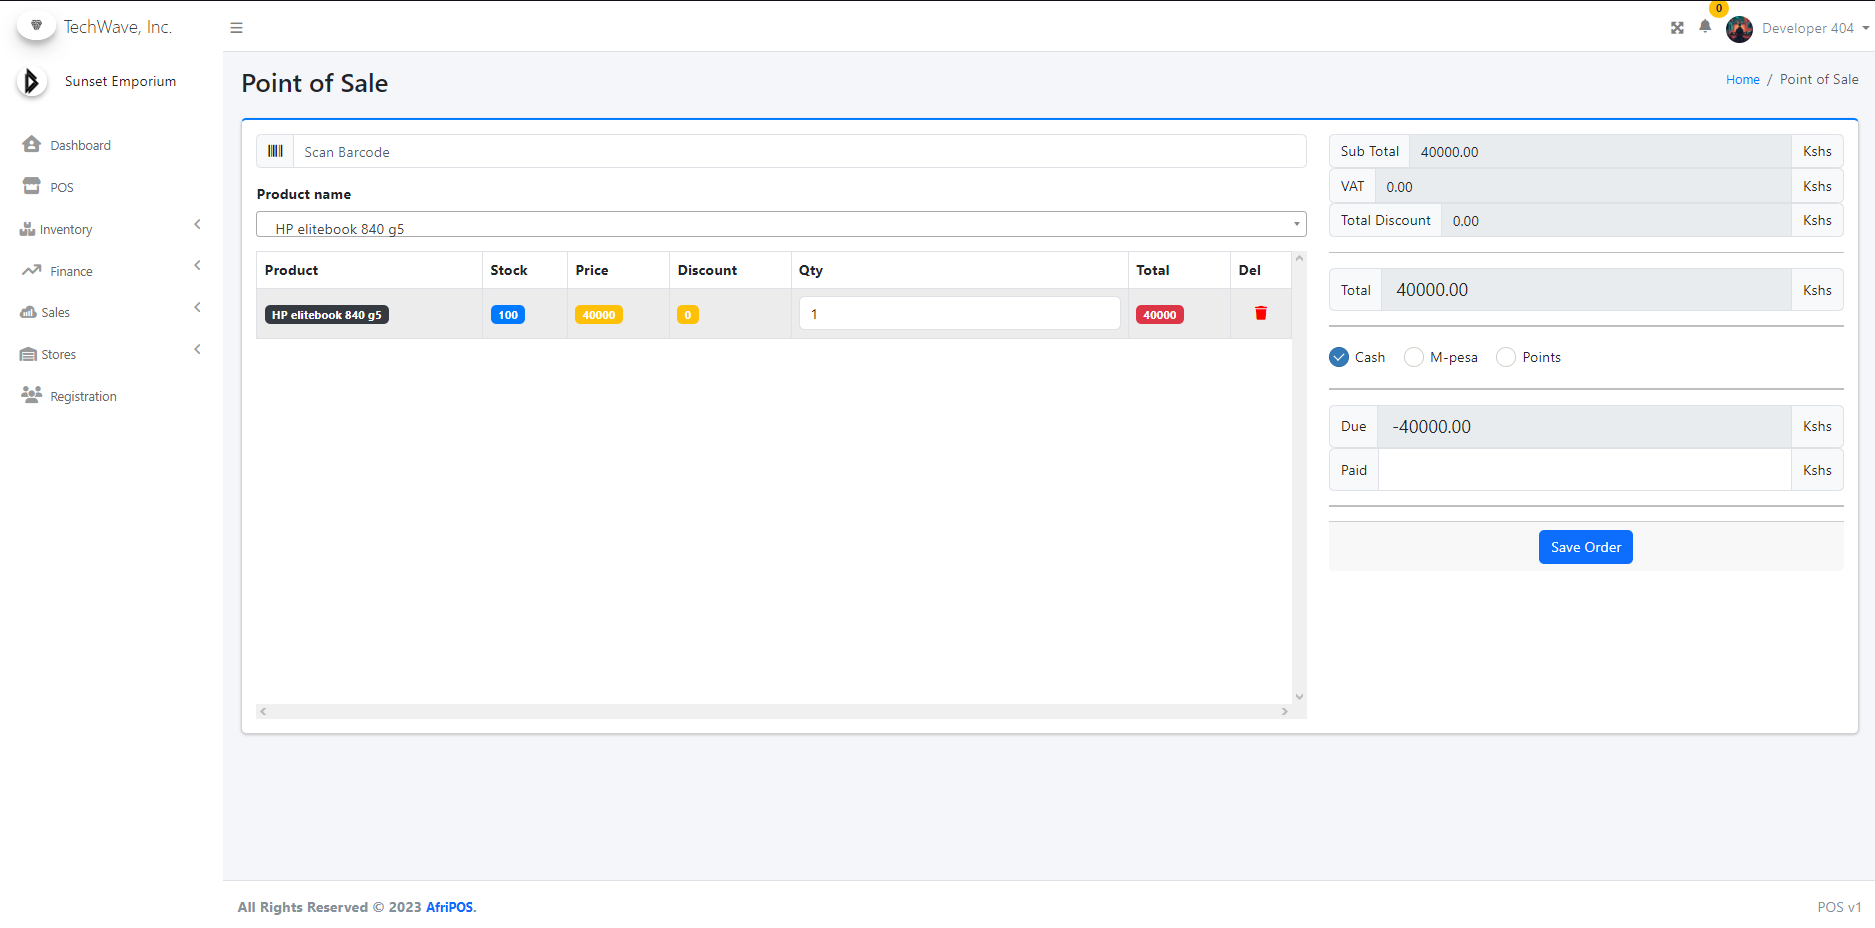 TechWave, Inc.
0
Developer 404
Sunset Emporium
Dashboard
POS
Inventory
Finance
Sales
Stores
Registration
Point of Sale
Home / Point of Sale
Scan Barcode
Product name
HP elitebook 840 g5
Product Stock Price Discount Qty Total Del
HP elitebook 840 g5 100 40000 0 1 40000
Sub Total 40000.00 Kshs
VAT 0.00 Kshs
Total Discount 0.00 Kshs
Total 40000.00 Kshs
Cash M-pesa Points
Due -40000.00 Kshs
Paid Kshs
Save Order
All Rights Reserved © 2023 AfriPOS.
POS v1